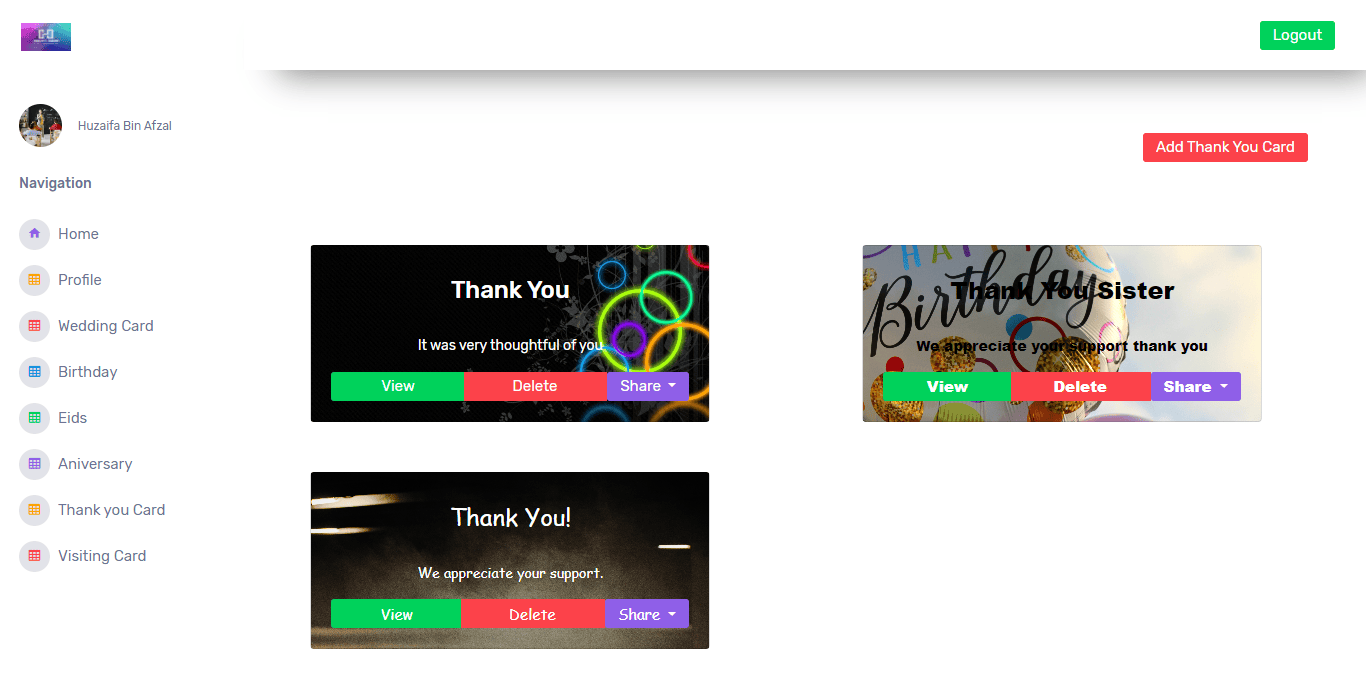 Logout
Huzaifa Bin Afzal
Add Thank You Card
Navigation
Home
Profile
Wedding Card
Birthday
Eids
Aniversary
Thank you Card
Visiting Card
Thank You
It was very thoughtful of you.
View Delete Share
HAPPY
Birthday
Thank You Sister
We appreciate your support thank you
View Delete Share
Thank You!
We appreciate your support.
View Delete Share